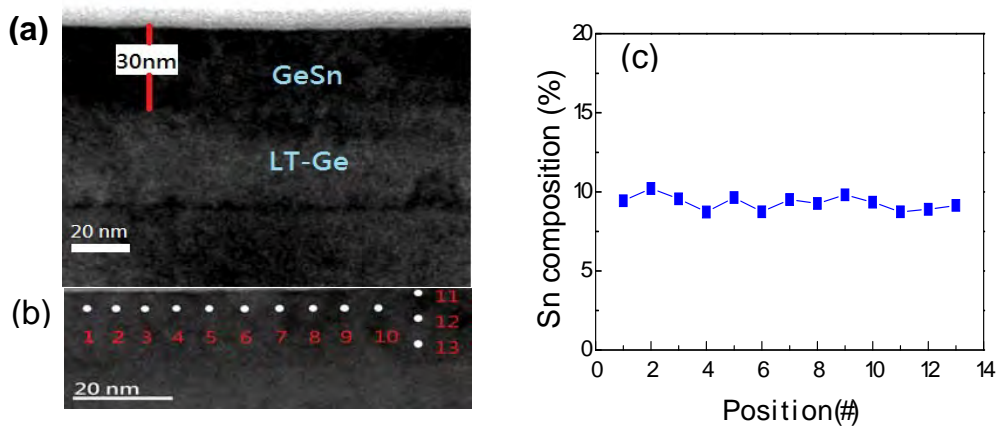 (a)
30nm
GeSn
LT-Ge
20 nm
(b)
11
12
1 2 3 4 5 6 7 8 9 10
13
20 nm
(c)
20
15
10
5
0
0 2 4 6 8 10 12 14
Sn composition (%)
Position(#)